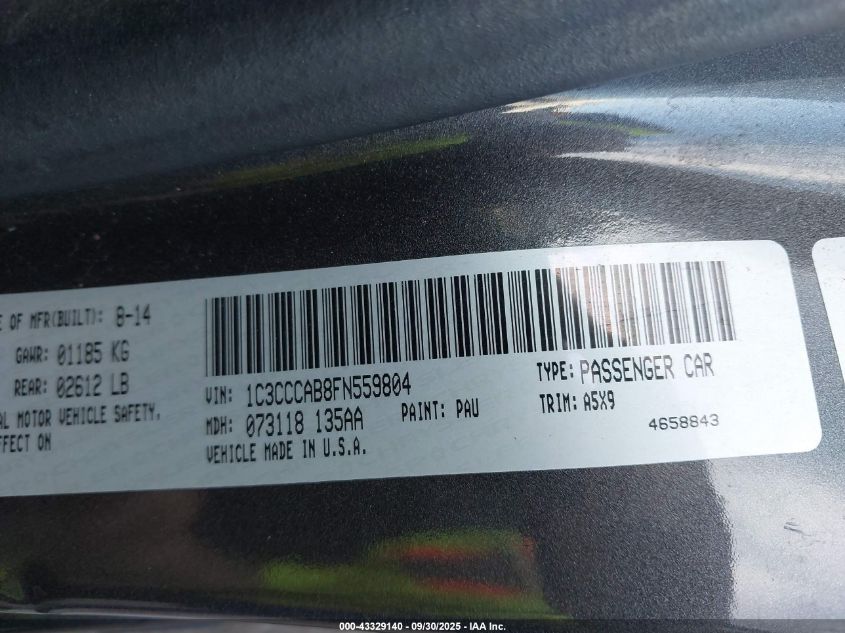 E OF MFR(BUILT): 8-14
GAWR: 01185 KG
REAR: 02612 LB
AL MOTOR VEHICLE SAFETY,
FFECT ON
VIN: 1C3CCCAB8FN559804
TYPE: PASSENGER CAR
MDH: 073118 135AA
PAINT: PAU
TRIM: A5X9
VEHICLE MADE IN U.S.A.
4658843
000-43329140 - 09/30/2025 - IAA Inc.